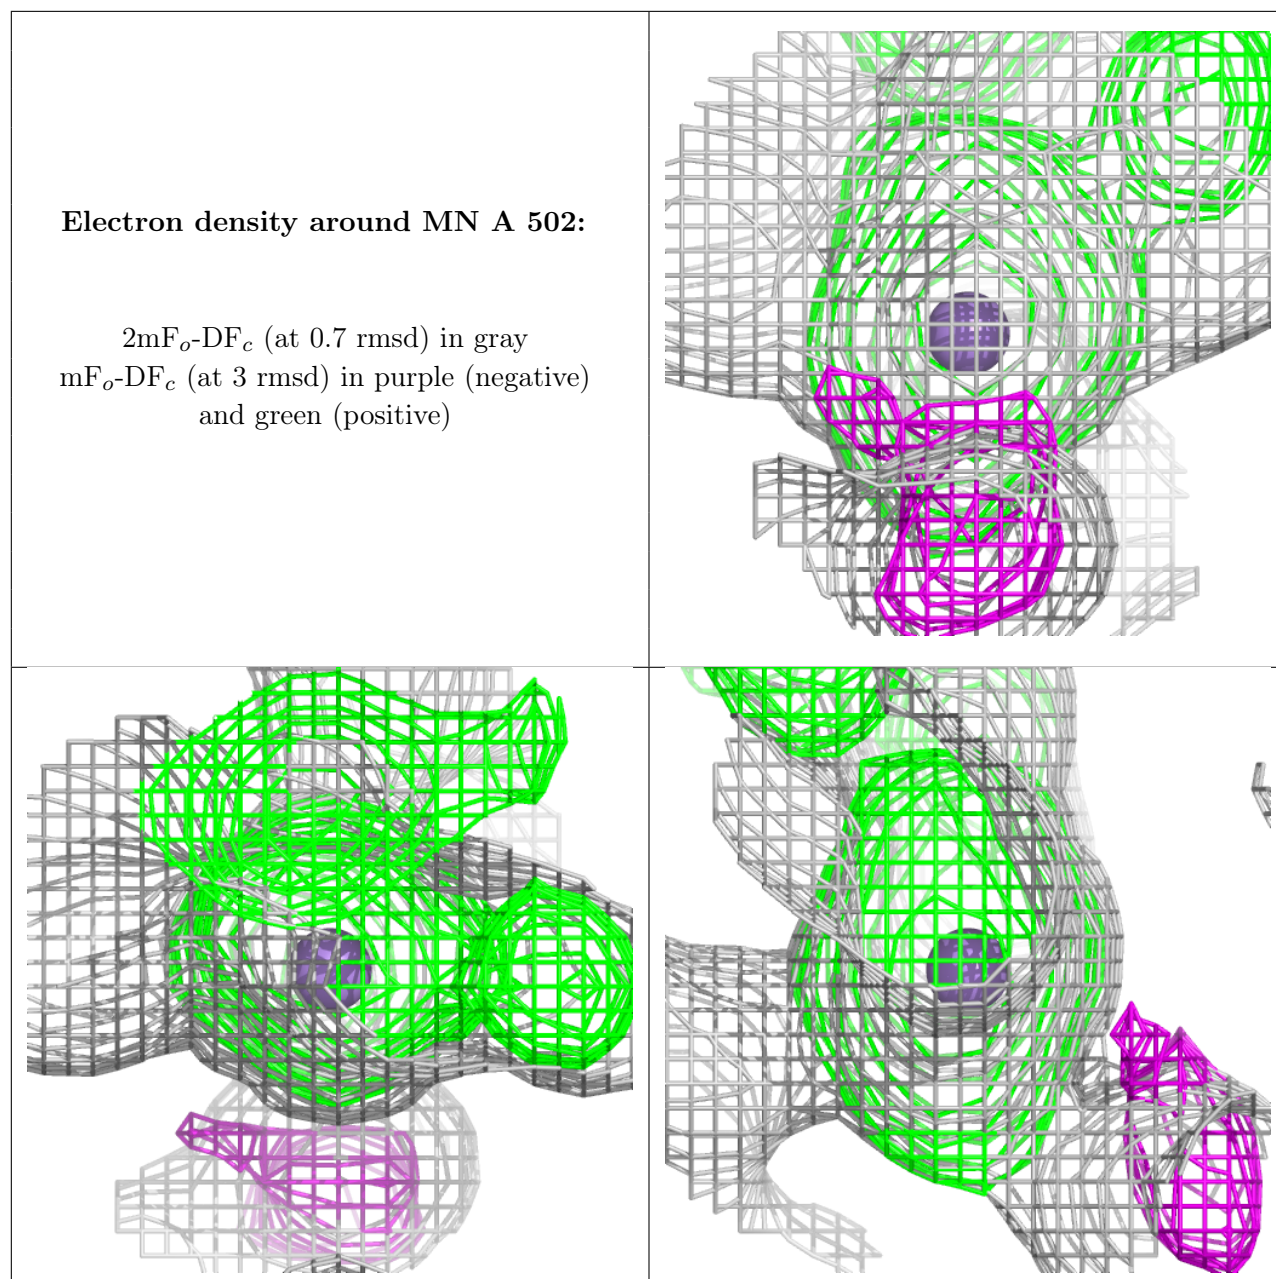 Electron density around MN A 502:
2mFo-DFc (at 0.7 rmsd) in gray
mFo-DFc (at 3 rmsd) in purple (negative)
and green (positive)